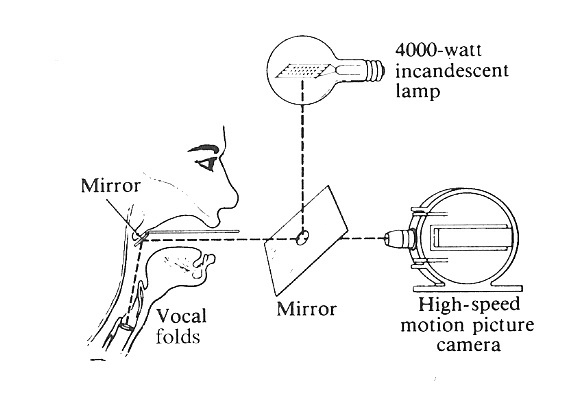 4000-watt
incandescent
lamp
Mirror
Mirror
Vocal
folds
High-speed
motion picture
camera